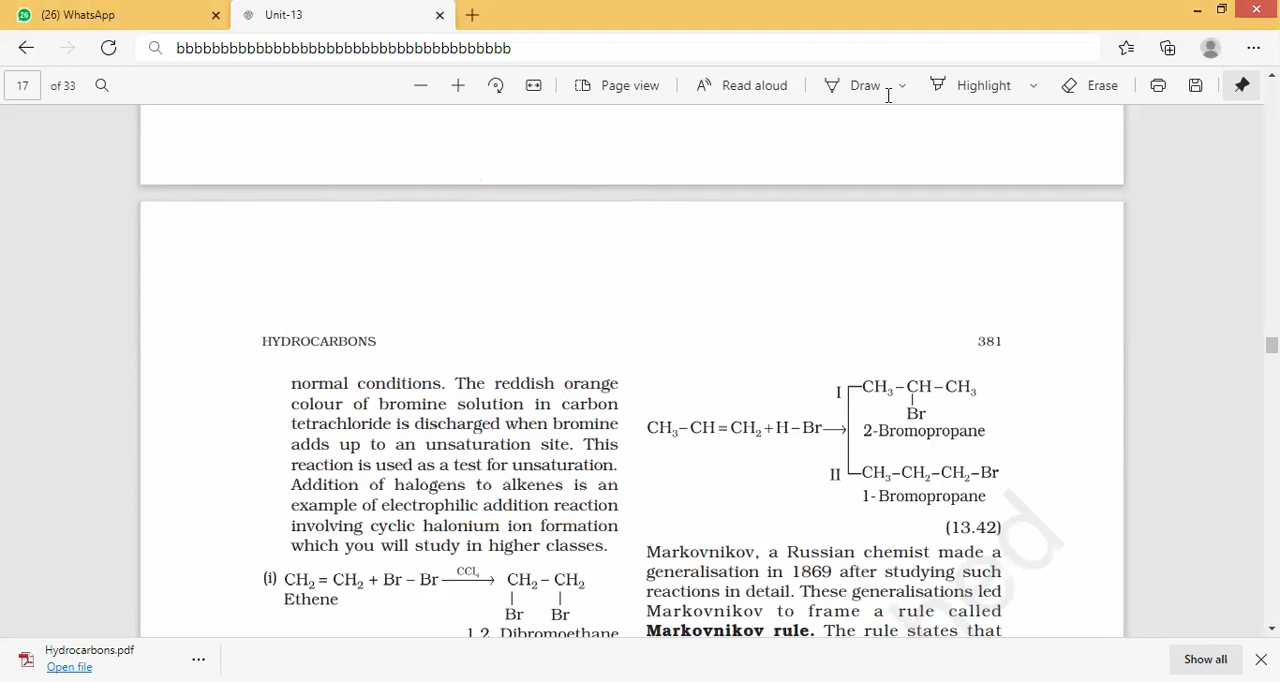 26 (26) WhatsApp
Unit-13
bbbbbbbbbbbbbbbbbbbbbbbbbbbbbbbbbbbbbb
17 of 33
Page view
Read aloud
Draw
Highlight
Erase
HYDROCARBONS
381
normal conditions. The reddish orange
colour of bromine solution in carbon
tetrachloride is discharged when bromine
adds up to an unsaturation site. This
reaction is used as a test for unsaturation.
Addition of halogens to alkenes is an
example of electrophilic addition reaction
involving cyclic halonium ion formation
which you will study in higher classes.
(i) CH₂ = CH₂ + Br – Br ⟶ CH₂ – CH₂
CCl₄
Ethene
| |
Br Br
1,2 Dibromoethane
I CH₃–CH–CH₃
|
Br
2-Bromopropane
CH₃–CH=CH₂+H–Br⟶
II CH₃–CH₂–CH₂–Br
1-Bromopropane
(13.42)
Markovnikov, a Russian chemist made a
generalisation in 1869 after studying such
reactions in detail. These generalisations led
Markovnikov to frame a rule called
Markovnikov rule. The rule states that
Hydrocarbons.pdf
Open file
Show all